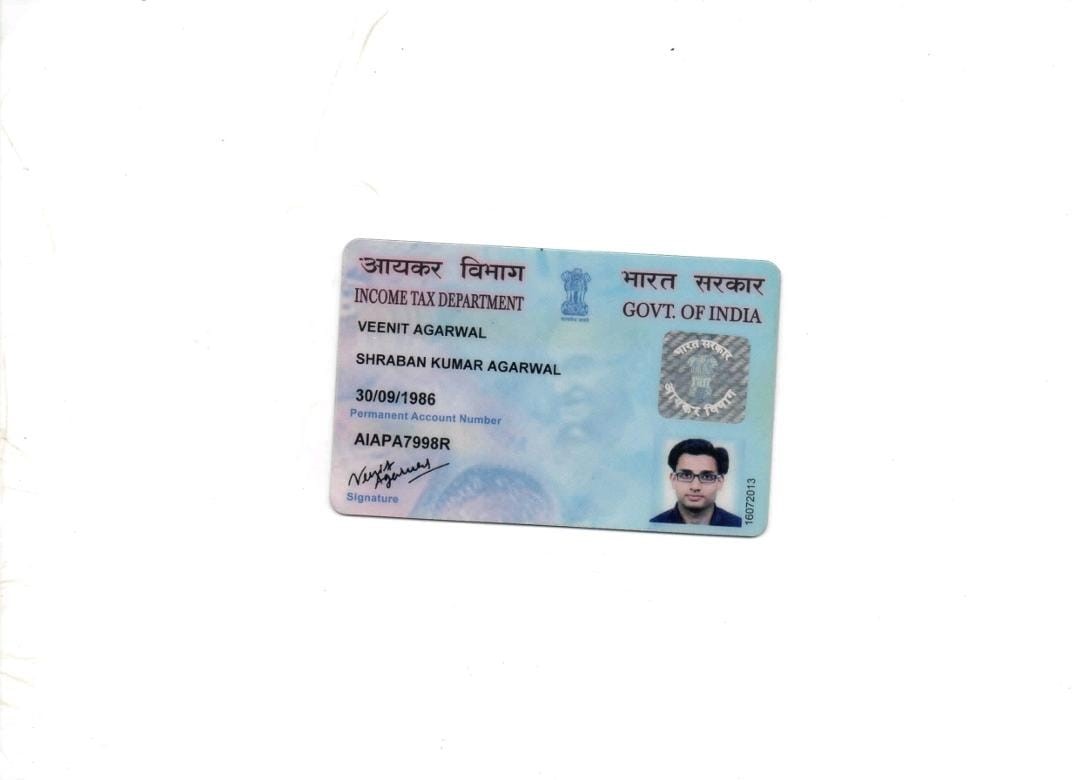 आयकर विभाग
INCOME TAX DEPARTMENT
भारत सरकार
GOVT. OF INDIA
VEENIT AGARWAL
SHRABAN KUMAR AGARWAL
30/09/1986
Permanent Account Number
AIAPA7998R
Veenit
Agarwal
Signature
भारत सरकार
आयकर विभाग
16072013